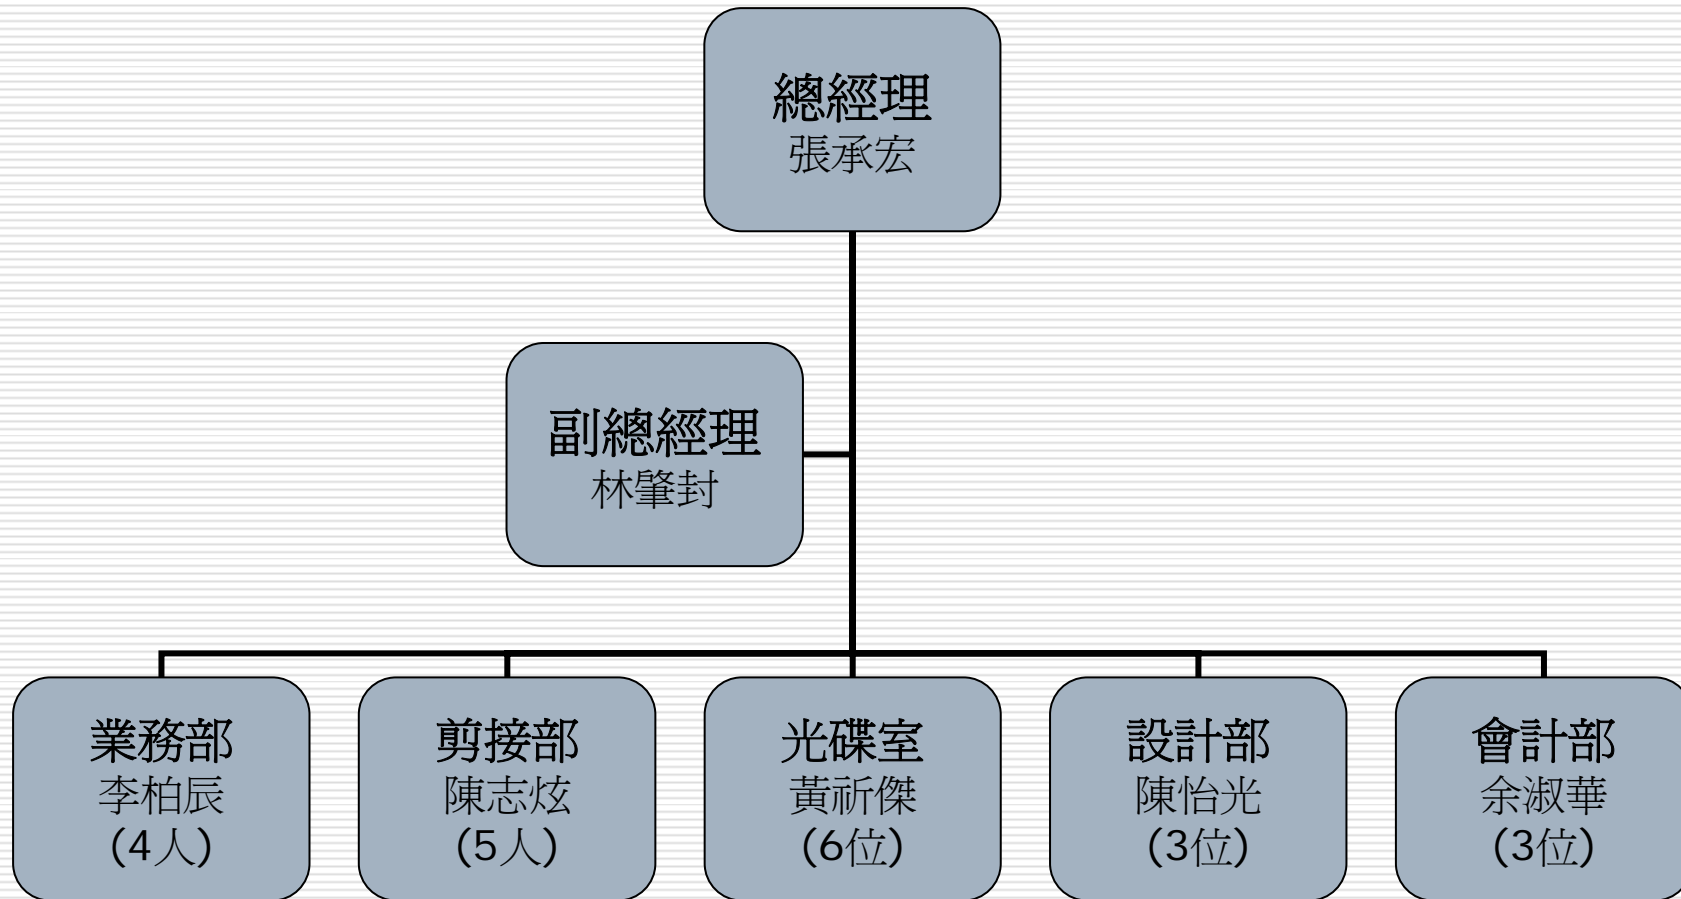 總經理
張承宏
副總經理
林肇封
業務部
李柏辰
(4人)
剪接部
陳志炫
(5人)
光碟室
黃祈傑
(6位)
設計部
陳怡光
(3位)
會計部
余淑華
(3位)